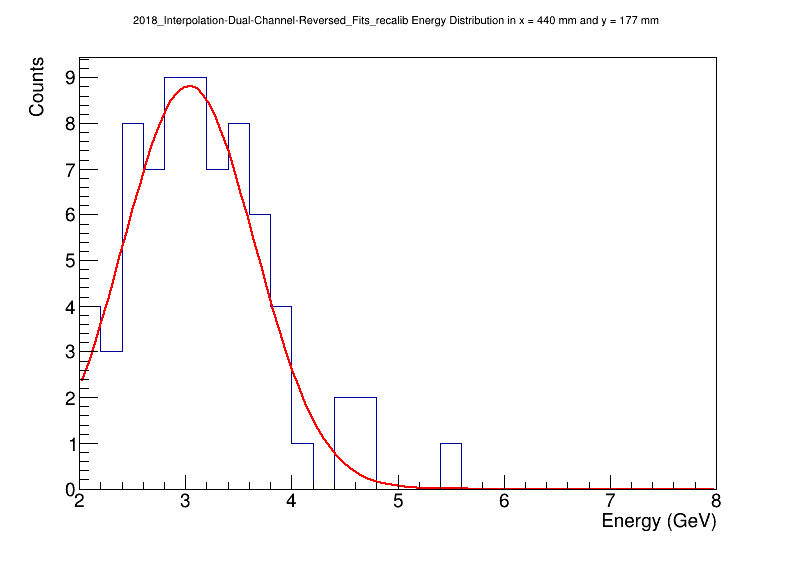 2018_Interpolation-Dual-Channel-Reversed_Fits_recalib Energy Distribution in x = 440 mm and y = 177 mm
Counts
9
8
7
6
5
4
3
2
1
0
2 3 4 5 6 7 8
Energy (GeV)